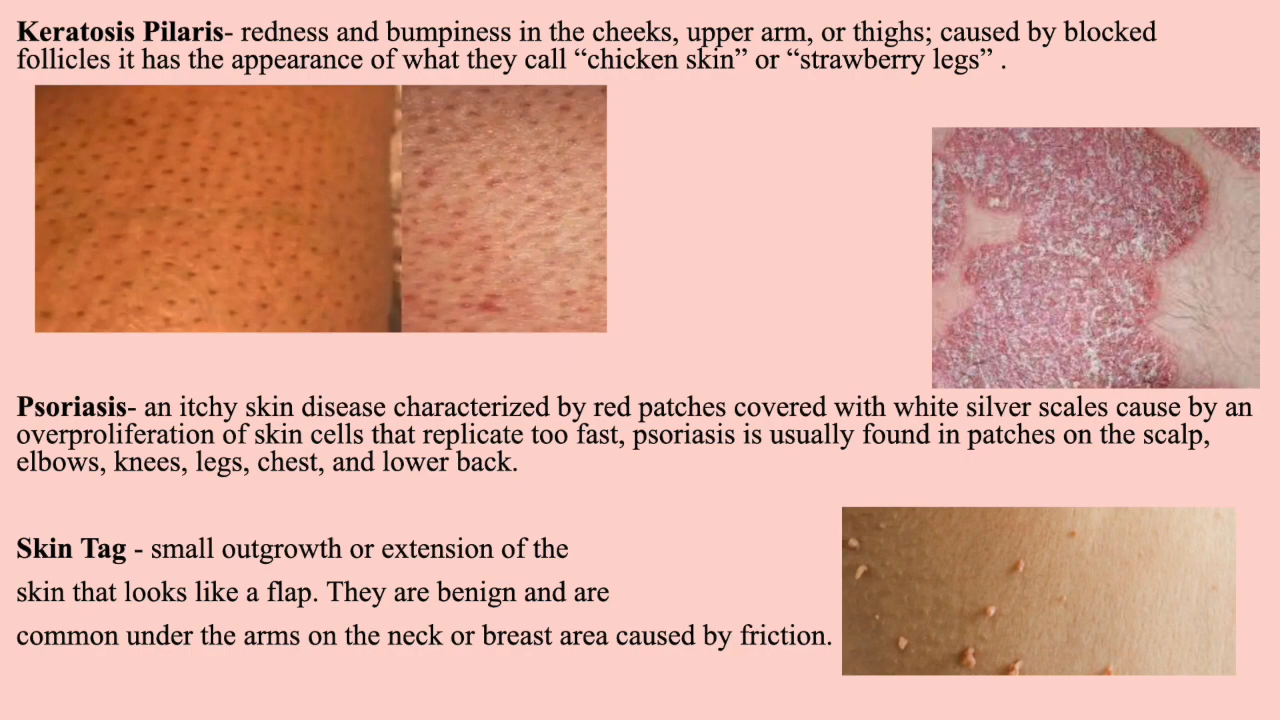 Keratosis Pilaris- redness and bumpiness in the cheeks, upper arm, or thighs; caused by blocked
follicles it has the appearance of what they call “chicken skin” or “strawberry legs” .
Psoriasis- an itchy skin disease characterized by red patches covered with white silver scales cause by an
overproliferation of skin cells that replicate too fast, psoriasis is usually found in patches on the scalp,
elbows, knees, legs, chest, and lower back.
Skin Tag - small outgrowth or extension of the
skin that looks like a flap. They are benign and are
common under the arms on the neck or breast area caused by friction.